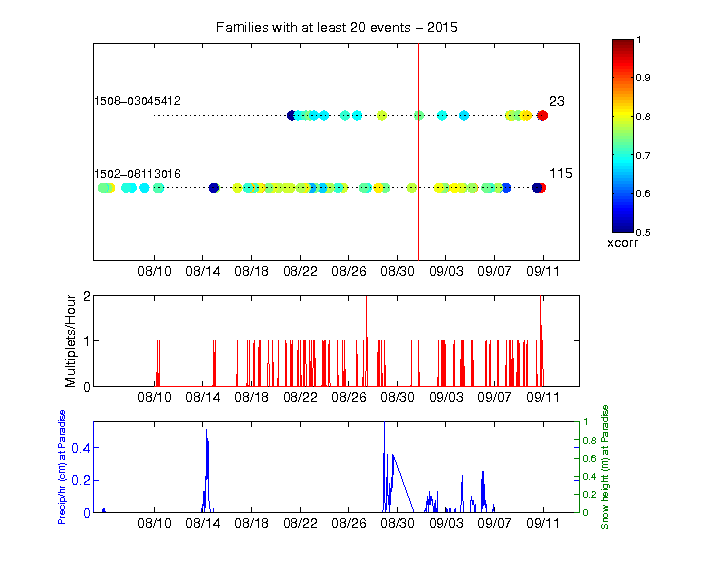 Families with at least 20 events – 2015
1508–03045412
23
1502–08113016
115
08/10 08/14 08/18 08/22 08/26 08/30 09/03 09/07 09/11
1
0.9
0.8
0.7
0.6
0.5
xcorr
Multiplets/Hour
2
1
0
08/10 08/14 08/18 08/22 08/26 08/30 09/03 09/07 09/11
Precip/hr (cm) at Paradise
0.4
0.2
0
1
0.8
0.6
0.4
0.2
0
Snow height (m) at Paradise
08/10 08/14 08/18 08/22 08/26 08/30 09/03 09/07 09/11